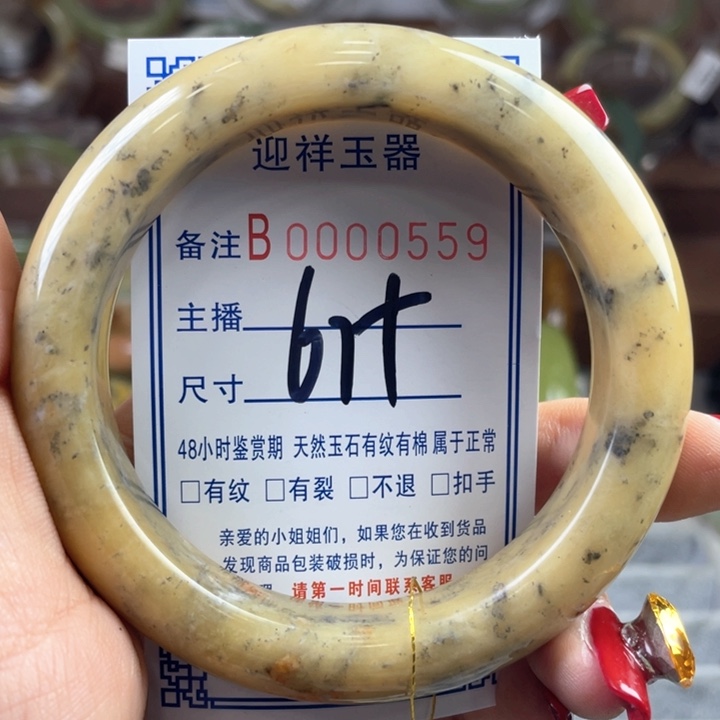 迎祥玉器
备注 B 0000559
主播
尺寸
48小时鉴赏期 天然玉石有纹有棉 属于正常
□有纹 □有裂 □不退 □扣手
亲爱的小姐姐们，如果您在收到货品
发现商品包装破损时，为保证您的问
请第一时间联系客服